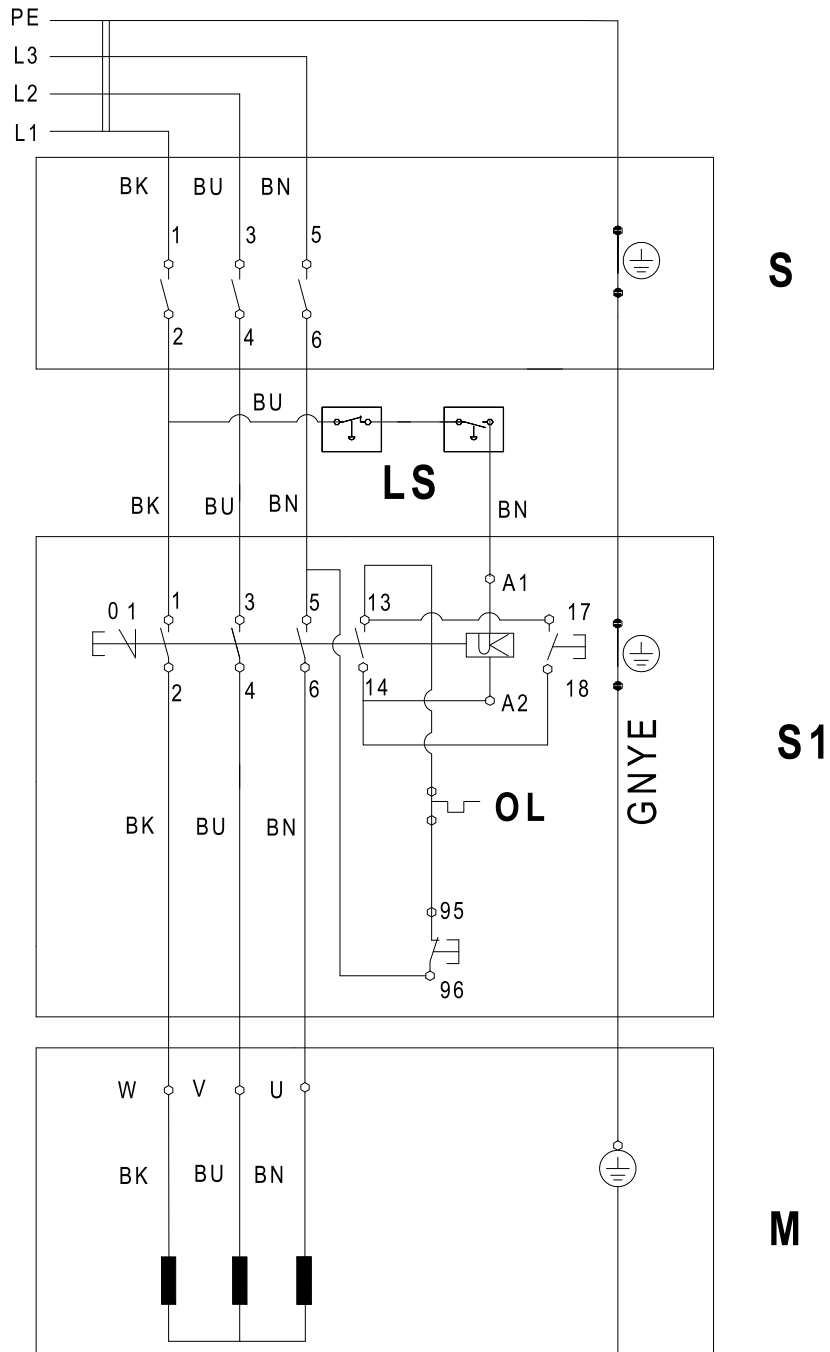 PE
L3
L2
L1
BK BU BN
1 3 5
S
2 4 6
BU
LS
BK BU BN BN
A1
0 1 1 3 5 13 17
2 4 6 14 A2 18
S1
GNYE
OL
BK BU BN
95
96
W V U
BK BU BN
M